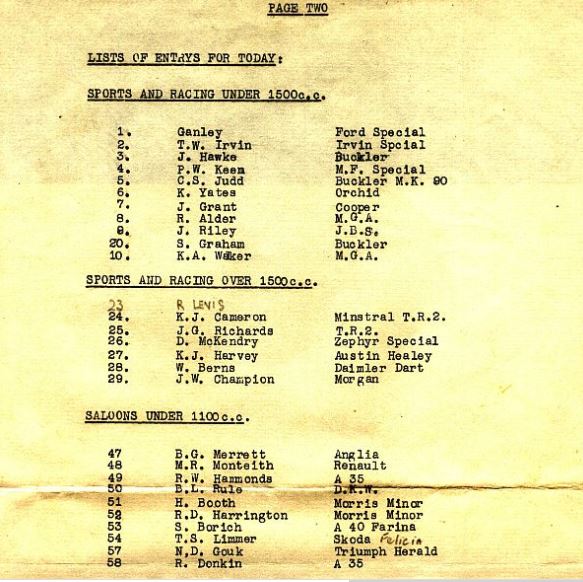 PAGE TWO
LISTS OF ENTRYS FOR TODAY:
SPORTS AND RACING UNDER 1500c.c.
1. Ganley Ford Special
2. T.W. Irvin Irvin Spcial
3. J. Hawke Buckler
4. P.W. Keen M.F. Special
5. C.S. Judd Buckler M.K. 90
6. K. Yates Orchid
7. J. Grant Cooper
8. R. Alder M.G.A.
9. J. Riley J.B.S.
20. S. Graham Buckler
10. K.A. Waker M.G.A.
SPORTS AND RACING OVER 1500c.c.
23 R LEWIS
24. K.J. Cameron Minstral T.R.2.
25. J.G. Richards T.R.2.
26. D. McKendry Zephyr Special
27. K.J. Harvey Austin Healey
28. W. Berns Daimler Dart
29. J.W. Champion Morgan
SALOONS UNDER 1100c.c.
47 B.G. Merrett Anglia
48 M.R. Monteith Renault
49 R.W. Hammonds A 35
50 B.L. Rule D.K.W.
51 H. Booth Morris Minor
52 R.D. Harrington Morris Minor
53 S. Borich A 40 Farina
54 T.S. Limmer Skoda Felicia
57 N,D. Gouk Triumph Herald
58 R. Donkin A 35